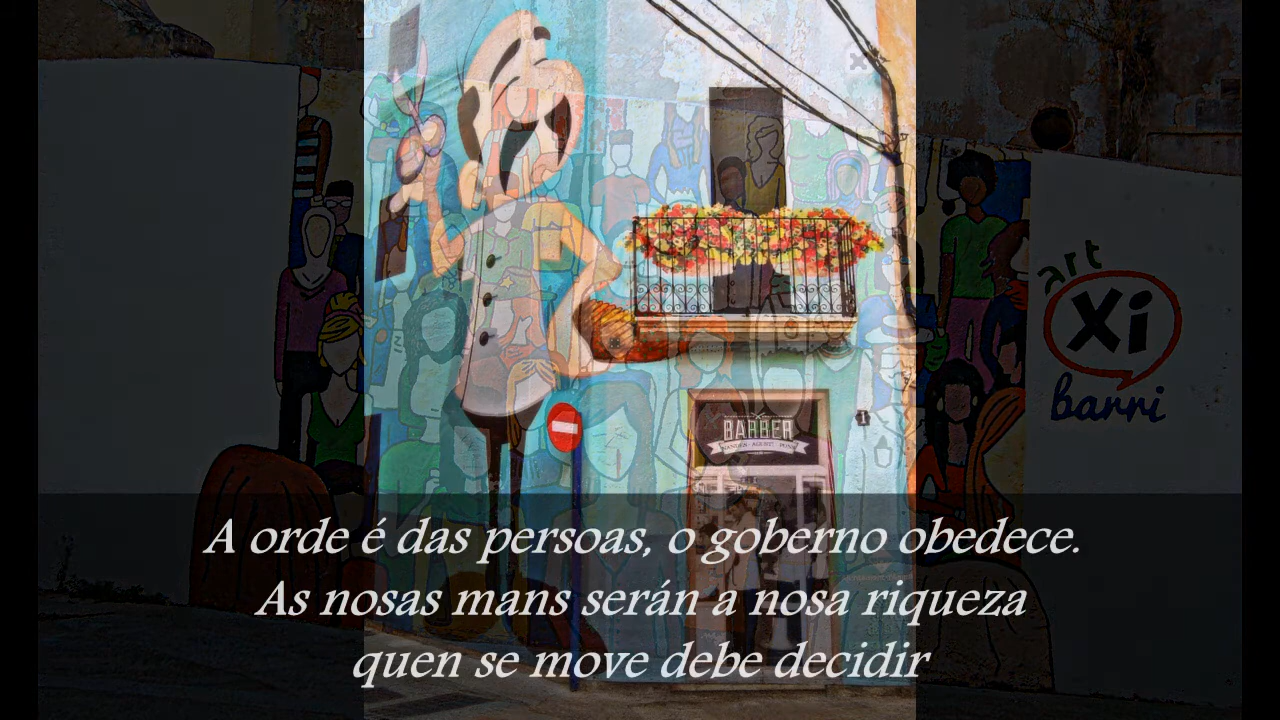 art
Xi
barri
BARBER
A orde é das persoas, o goberno obedece.
As nosas mans serán a nosa riqueza
quen se move debe decidir